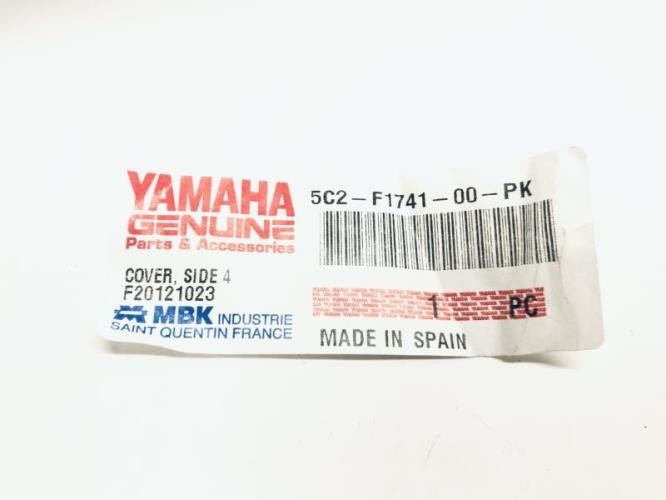 YAMAHA
GENUINE
Parts & Accessories
COVER, SIDE 4
F20121023
MBK INDUSTRIE
SAINT QUENTIN FRANCE
5C2-F1741-00-PK
1 PC
MADE IN SPAIN